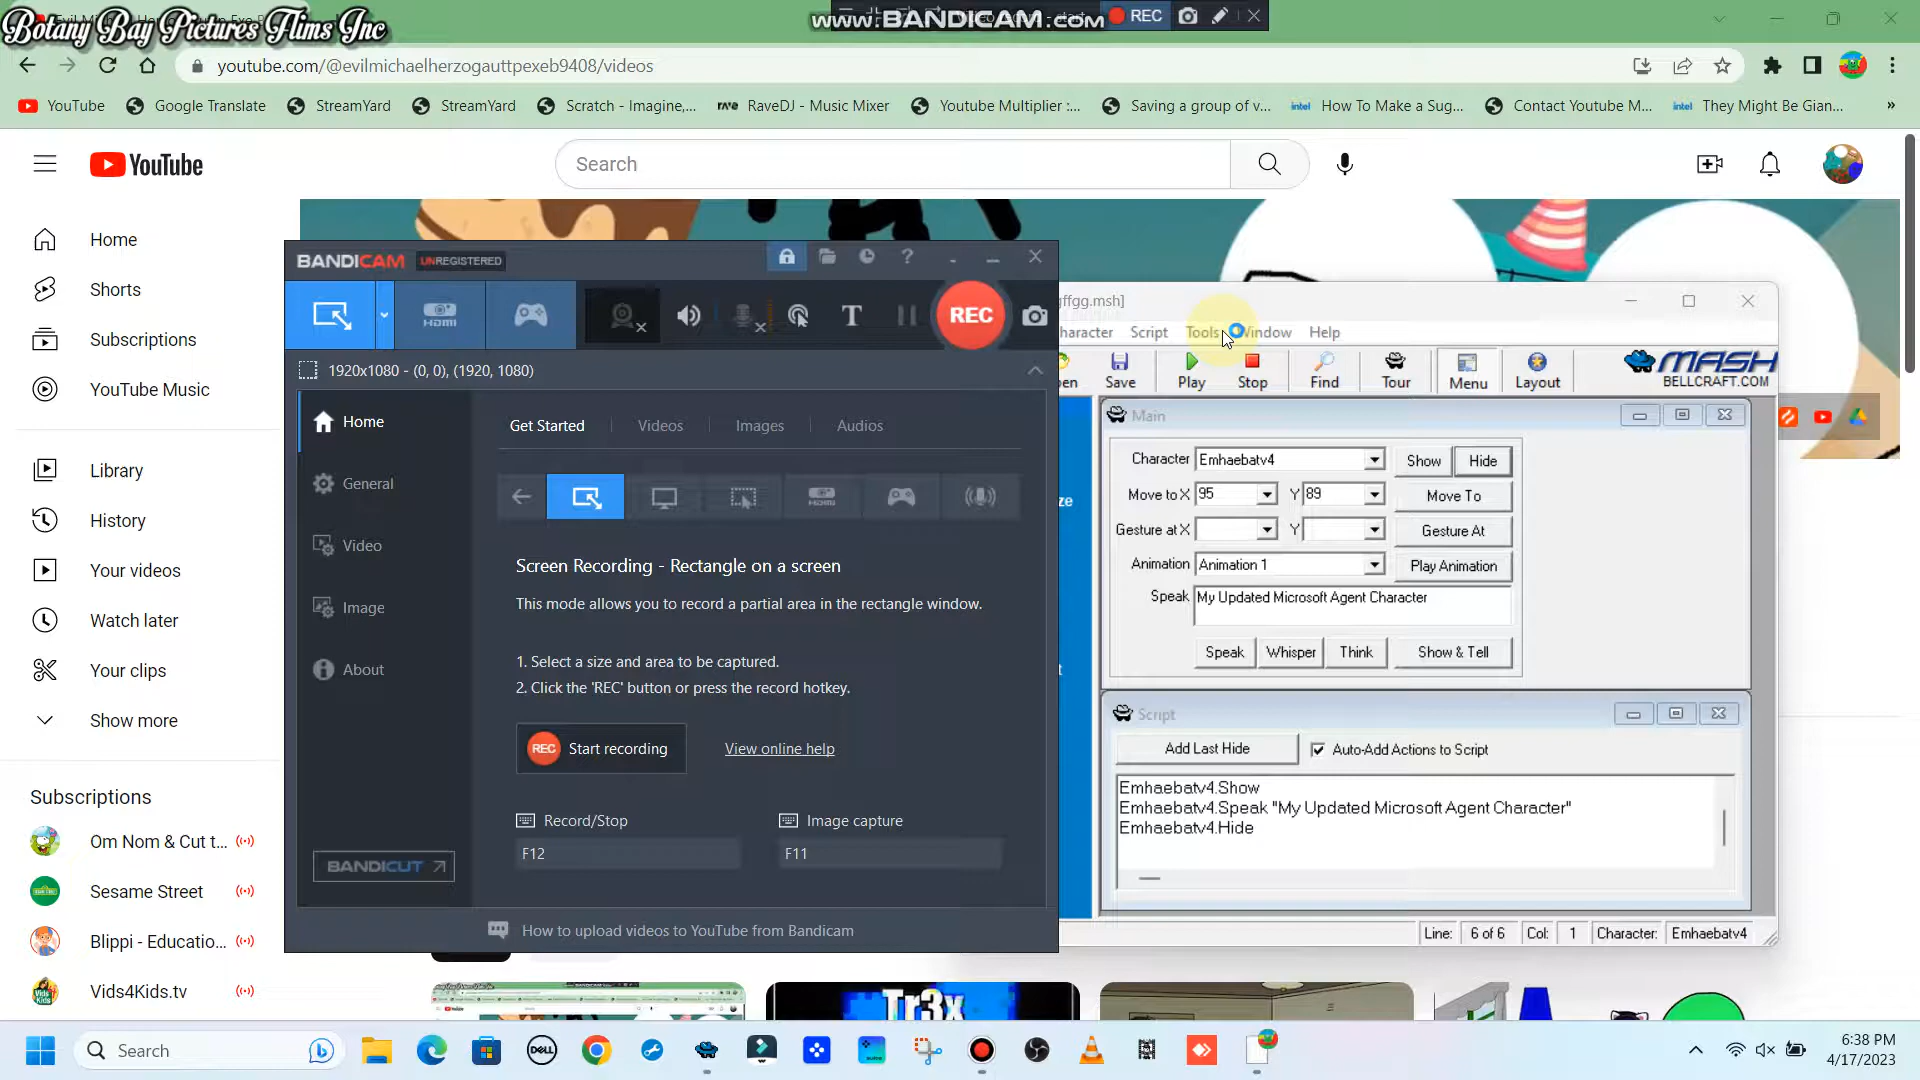 Botany Bay Pictures Flims Inc
www.BANDICAM.com
REC
youtube.com/@evilmichaelherzogauttpexeb9408/videos
YouTube
Google Translate
StreamYard
StreamYard
Scratch - Imagine,...
RaveDJ - Music Mixer
Youtube Multiplier :...
Saving a group of v...
intel
How To Make a Sug...
Contact Youtube M...
intel
They Might Be Gian...
»
YouTube
Search
Home
Shorts
Subscriptions
YouTube Music
Library
History
Your videos
Watch later
Your clips
Show more
Subscriptions
Om Nom & Cut t...
Sesame Street
Blippi - Educatio...
Vids4Kids.tv
BANDICAM UNREGISTERED
HDMI
T
REC
1920x1080 - (0, 0), (1920, 1080)
Home
General
Video
Image
About
BANDICUT
Get Started
Videos
Images
Audios
HDMI
Screen Recording - Rectangle on a screen
This mode allows you to record a partial area in the rectangle window.
1. Select a size and area to be captured.
2. Click the 'REC' button or press the record hotkey.
REC Start recording
View online help
Record/Stop
Image capture
F12
F11
How to upload videos to YouTube from Bandicam
gffgg.msh]
haracter
Script
Tools
Window
Help
en
Save
Play
Stop
Find
Tour
Menu
Layout
MASH
BELLCRAFT.COM
Main
Character
Emhaebatv4
Show
Hide
Move to X
95
Y
89
Move To
Gesture at X
Y
Gesture At
Animation
Animation 1
Play Animation
Speak
My Updated Microsoft Agent Character
Speak
Whisper
Think
Show & Tell
Script
Add Last Hide
Auto-Add Actions to Script
Emhaebatv4.Show
Emhaebatv4.Speak "My Updated Microsoft Agent Character"
Emhaebatv4.Hide
Line:
6 of 6
Col:
1
Character:
Emhaebatv4
ze
t
Tr3x
Search
DELL
6:38 PM
4/17/2023